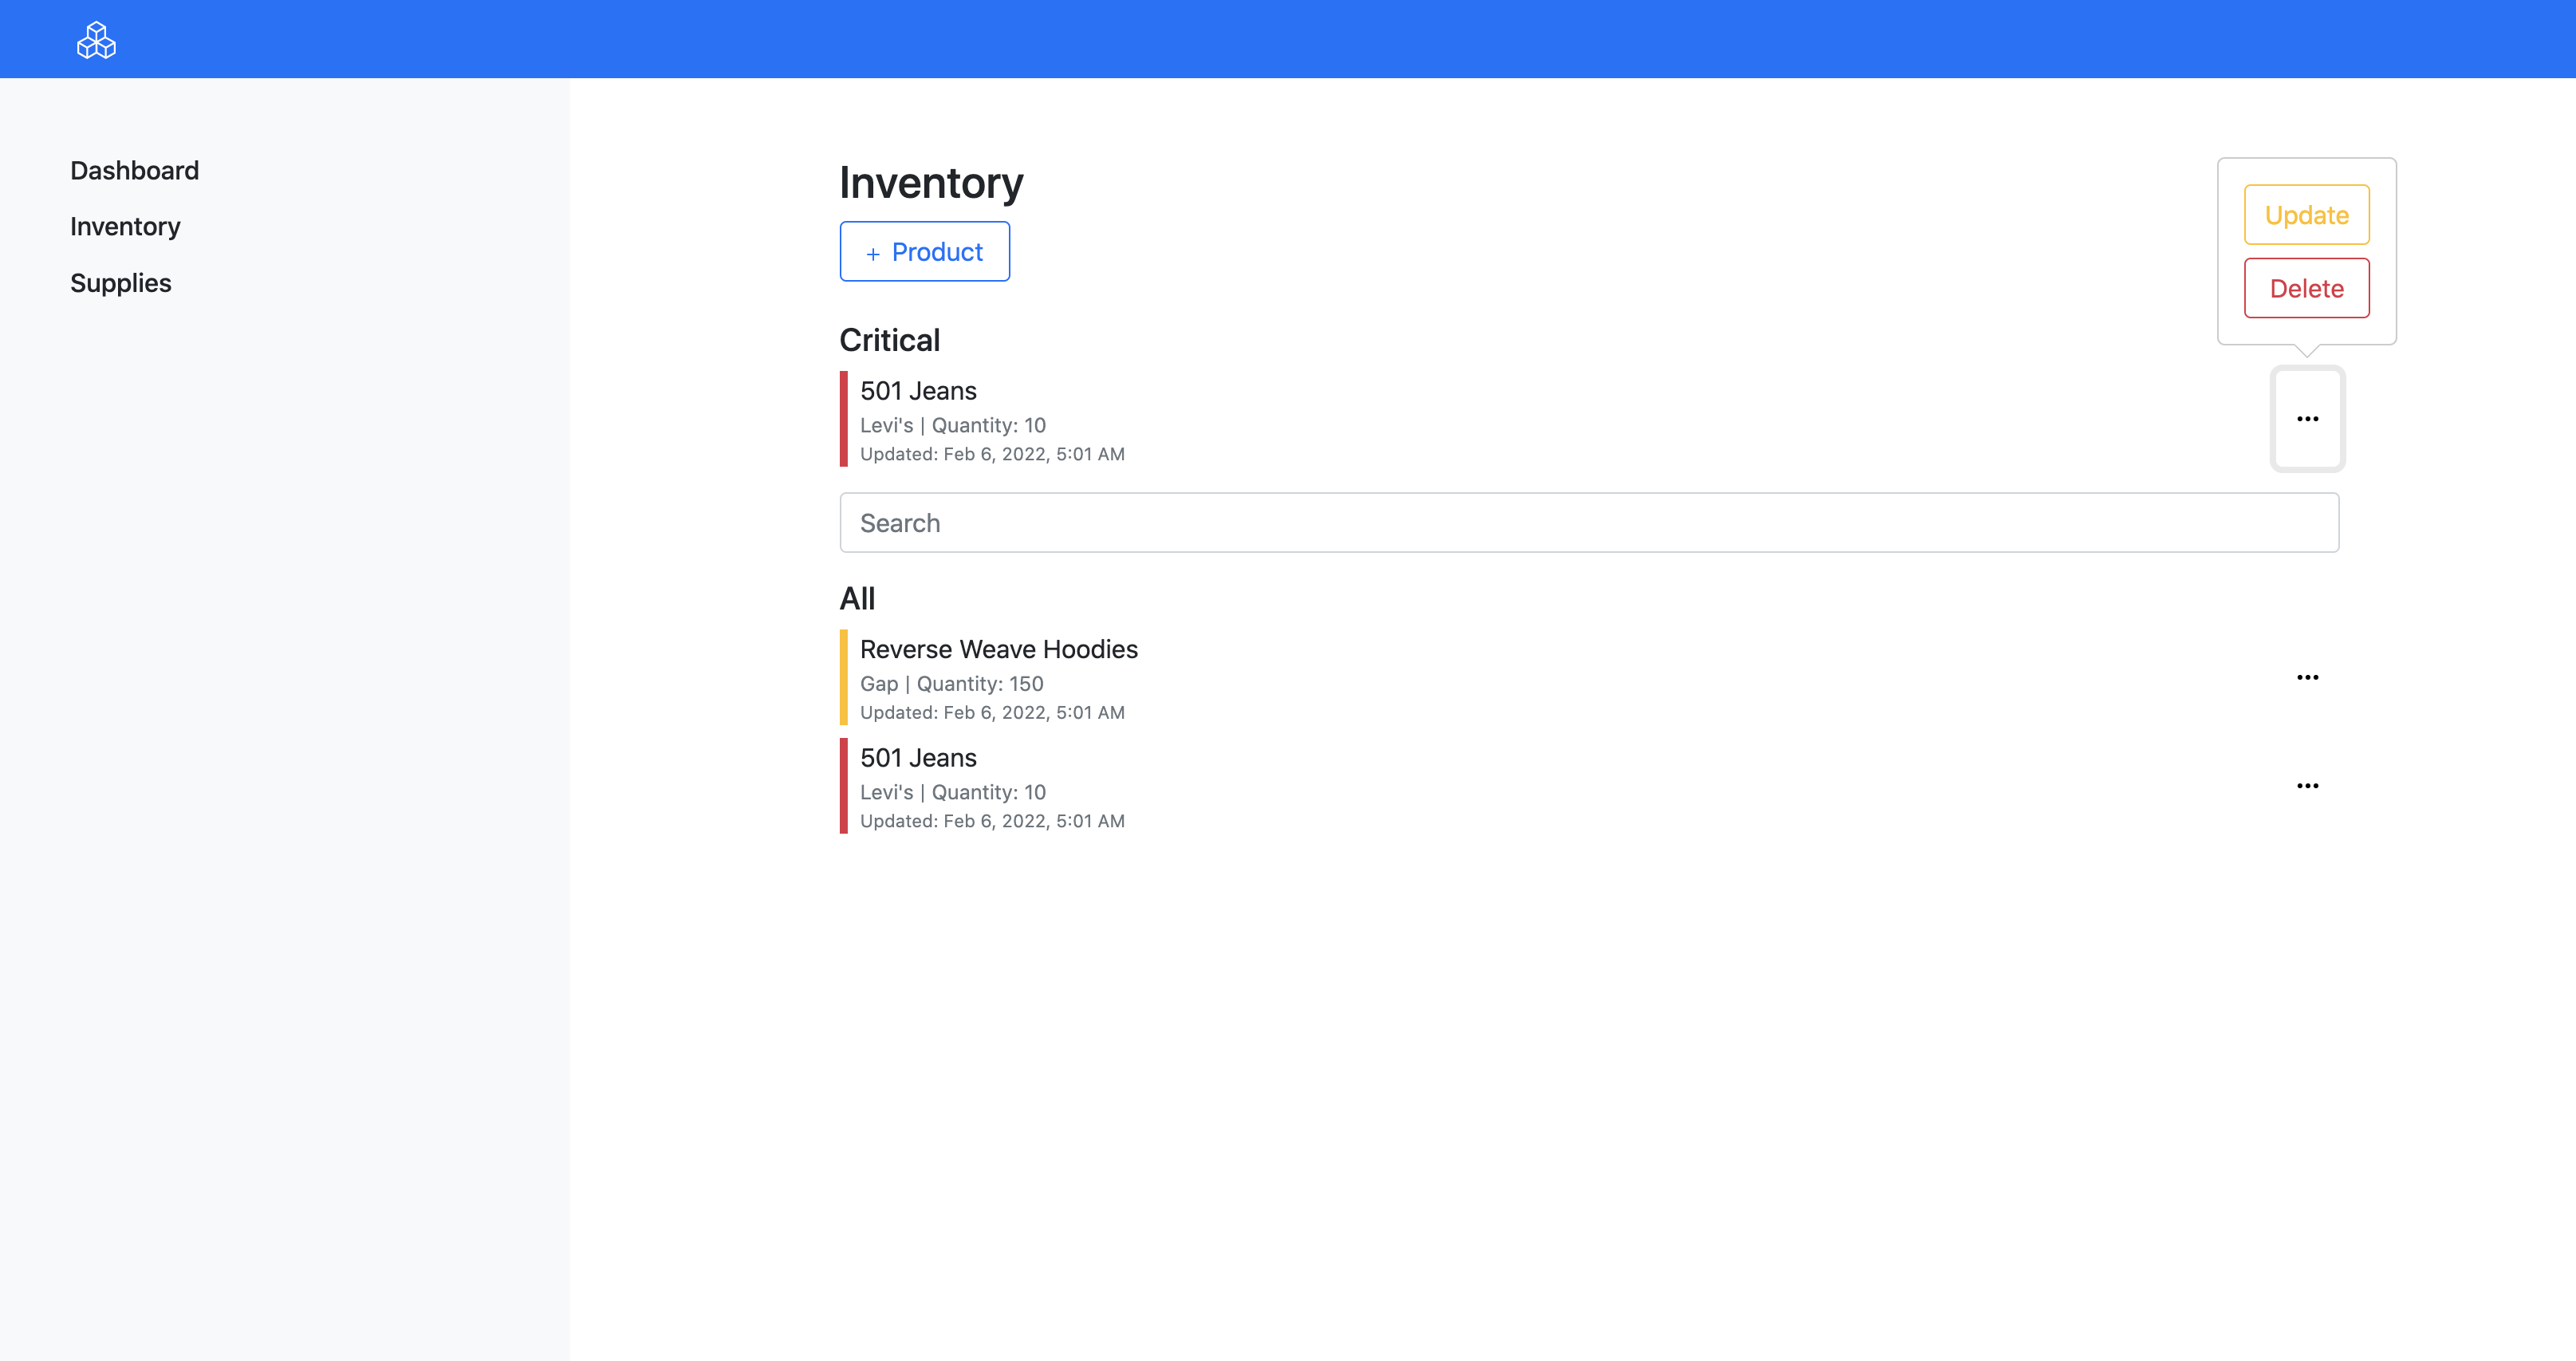 Dashboard
Inventory
Supplies
Inventory
+ Product
Update
Delete
Critical
501 Jeans
Levi's | Quantity: 10
Updated: Feb 6, 2022, 5:01 AM
Search
All
Reverse Weave Hoodies
Gap | Quantity: 150
Updated: Feb 6, 2022, 5:01 AM
501 Jeans
Levi's | Quantity: 10
Updated: Feb 6, 2022, 5:01 AM